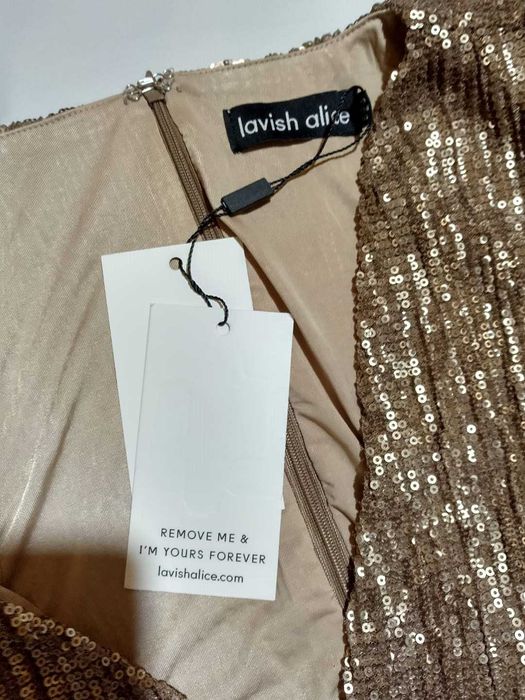 lavish alice
REMOVE ME &
I'M YOURS FOREVER
lavishalice.com